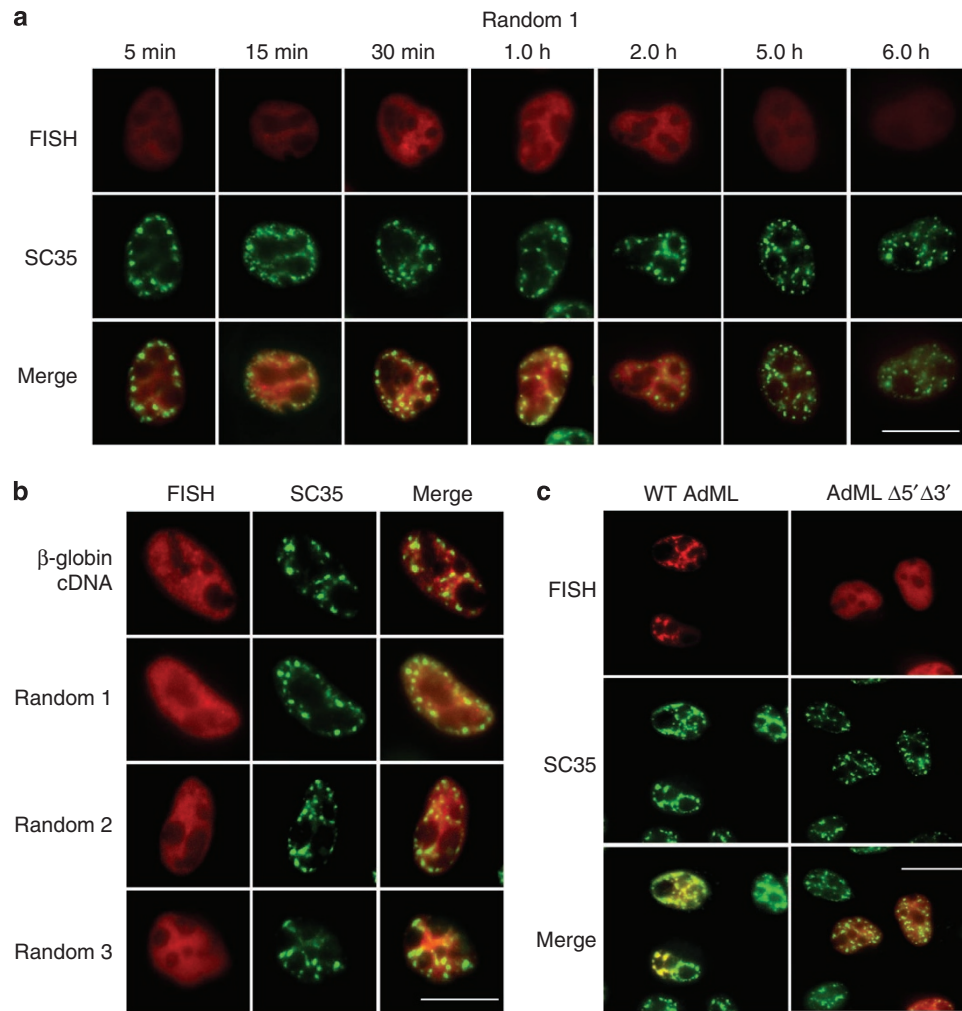 a
Random 1
5 min 15 min 30 min 1.0 h 2.0 h 5.0 h 6.0 h
FISH
SC35
Merge
b
FISH SC35 Merge
β-globin
cDNA
Random 1
Random 2
Random 3
c
WT AdML AdML Δ5′Δ3′
FISH
SC35
Merge